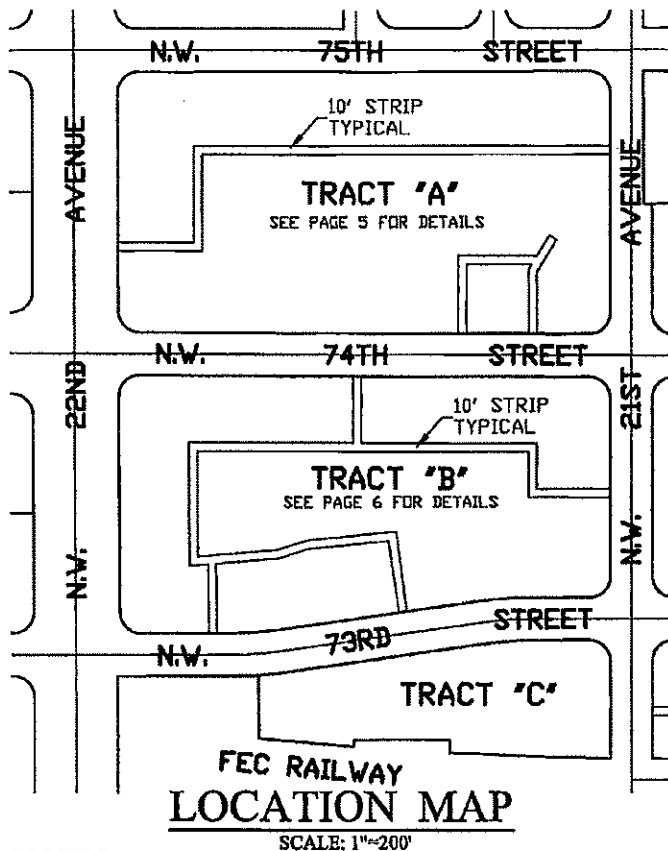 N.W. 75TH STREET
10' STRIP
TYPICAL
AVENUE
AVENUE
TRACT "A"
SEE PAGE 5 FOR DETAILS
N.W. 74TH STREET
22ND
21ST
10' STRIP
TYPICAL
TRACT "B"
SEE PAGE 6 FOR DETAILS
N.W.
N.W.
N.W. 73RD STREET
TRACT "C"
FEC RAILWAY
LOCATION MAP
SCALE: 1"=200'